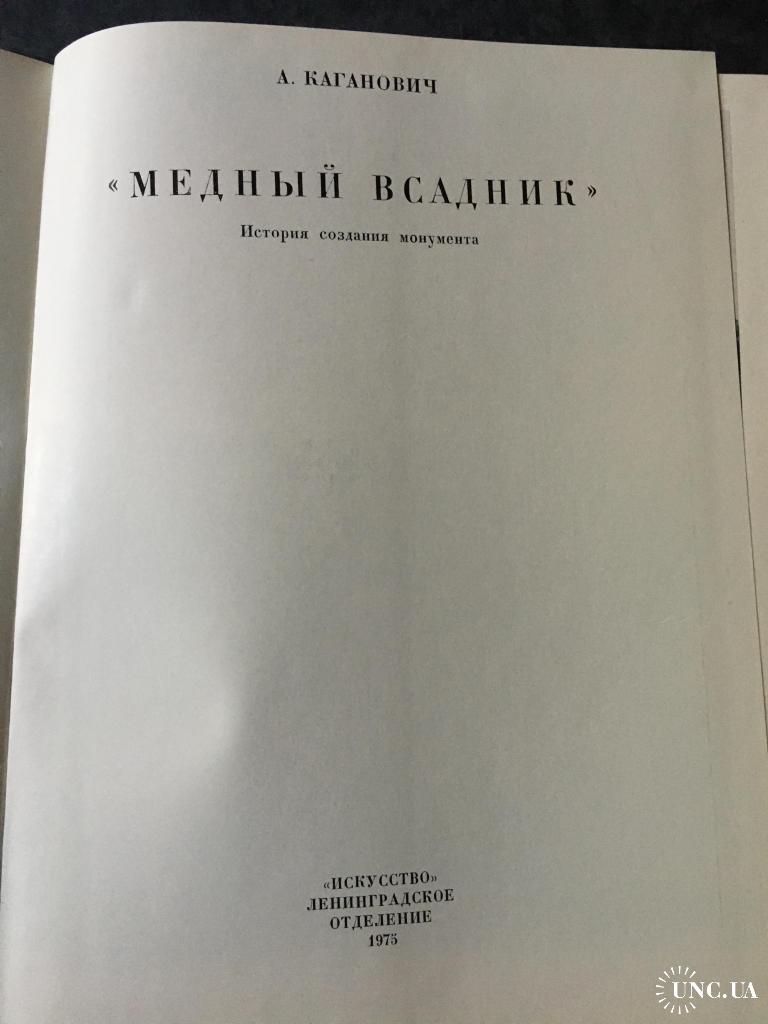 А. КАГАНОВИЧ
«МЕДНЫЙ ВСАДНИК»
История создания монумента
«ИСКУССТВО»
ЛЕНИНГРАДСКОЕ
ОТДЕЛЕНИЕ
1975
UNC.UA